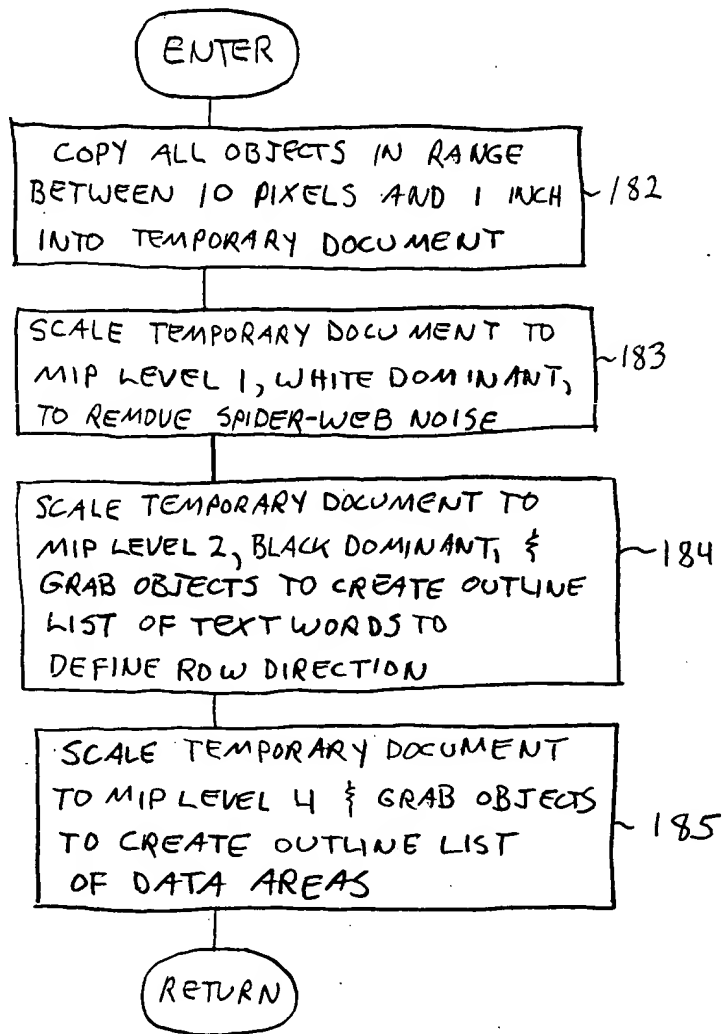 ENTER
COPY ALL OBJECTS IN RANGE
BETWEEN 10 PIXELS AND 1 INCH
INTO TEMPORARY DOCUMENT
182
SCALE TEMPORARY DOCUMENT TO
MIP LEVEL 1, WHITE DOMINANT,
TO REMOVE SPIDER-WEB NOISE
183
SCALE TEMPORARY DOCUMENT TO
MIP LEVEL 2, BLACK DOMINANT, &
GRAB OBJECTS TO CREATE OUTLINE
LIST OF TEXT WORDS TO
DEFINE ROW DIRECTION
184
SCALE TEMPORARY DOCUMENT
TO MIP LEVEL 4 & GRAB OBJECTS
TO CREATE OUTLINE LIST
OF DATA AREAS
185
RETURN